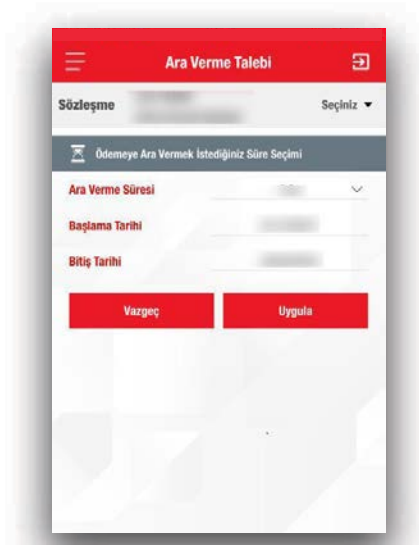 Ara Verme Talebi
Sözleşme Seçiniz
Ödemeye Ara Vermek İstediğiniz Süre Seçimi
Ara Verme Süresi
Başlama Tarihi
Bitiş Tarihi
Vazgeç Uygula